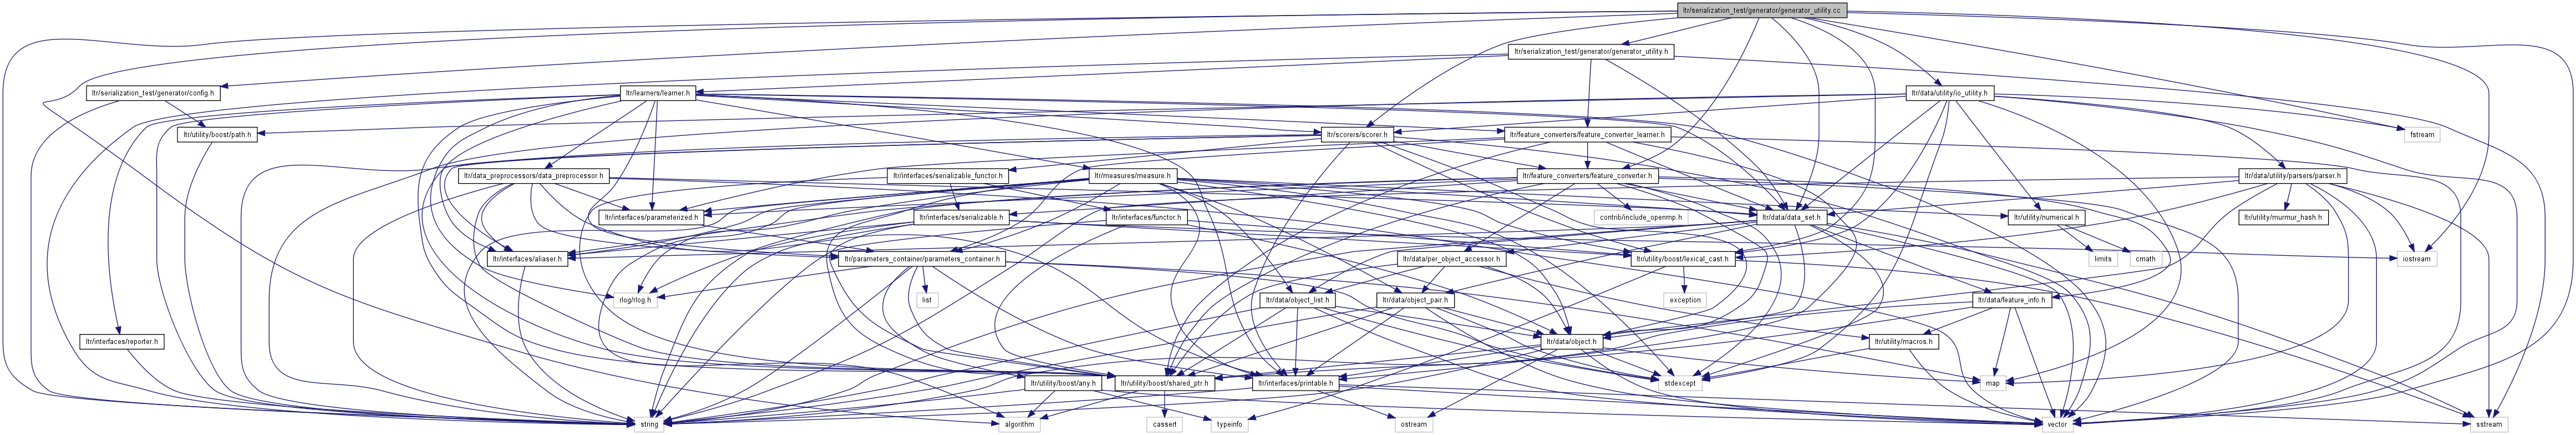 ltr/serialization_test/generator/generator_utility.cc
ltr/serialization_test/generator/generator_utility.h
ltr/serialization_test/generator/config.h
ltr/learners/learner.h
ltr/data/utility/io_utility.h
ltr/utility/boost/path.h
ltr/scorers/scorer.h
ltr/feature_converters/feature_converter_learner.h
fstream
ltr/data_preprocessors/data_preprocessor.h
ltr/interfaces/serializable_functor.h
ltr/measures/measure.h
ltr/feature_converters/feature_converter.h
ltr/data/utility/parsers/parser.h
ltr/interfaces/parameterized.h
ltr/interfaces/serializable.h
ltr/interfaces/functor.h
contrib/include_openmp.h
ltr/data/data_set.h
ltr/utility/numerical.h
ltr/utility/murmur_hash.h
ltr/interfaces/aliaser.h
ltr/parameters_container/parameters_container.h
ltr/data/per_object_accessor.h
ltr/utility/boost/lexical_cast.h
limits
cmath
iostream
rlog/rlog.h
list
ltr/data/object_list.h
ltr/data/object_pair.h
exception
ltr/data/feature_info.h
ltr/interfaces/reporter.h
ltr/data/object.h
ltr/utility/macros.h
ltr/utility/boost/any.h
ltr/utility/boost/shared_ptr.h
ltr/interfaces/printable.h
stdexcept
map
string
algorithm
cassert
typeinfo
ostream
vector
sstream